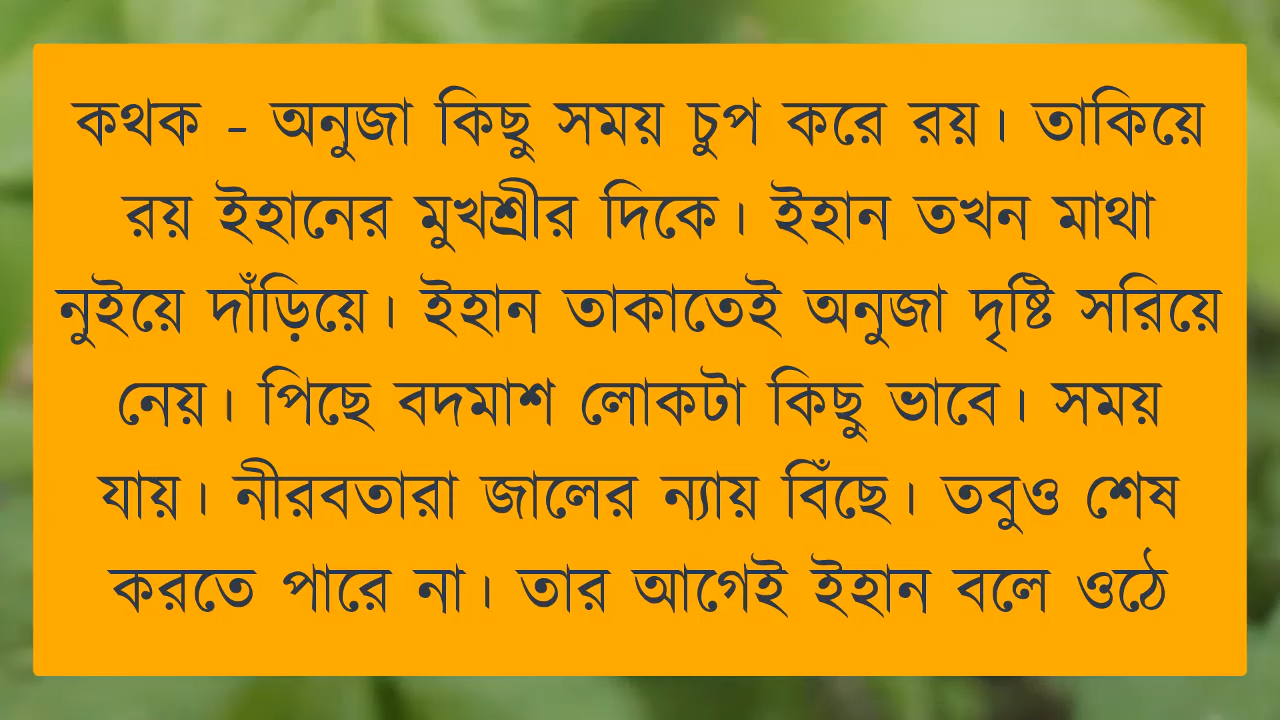 কথক - অনুজা কিছু সময় চুপ করে রয়। তাকিয়ে
রয় ইহানের মুখশ্রীর দিকে। ইহান তখন মাথা
নুইয়ে দাঁড়িয়ে। ইহান তাকাতেই অনুজা দৃষ্টি সরিয়ে
নেয়। পিছে বদমাশ লোকটা কিছু ভাবে। সময়
যায়। নীরবতারা জালের ন্যায় বিঁছে। তবুও শেষ
করতে পারে না। তার আগেই ইহান বলে ওঠে